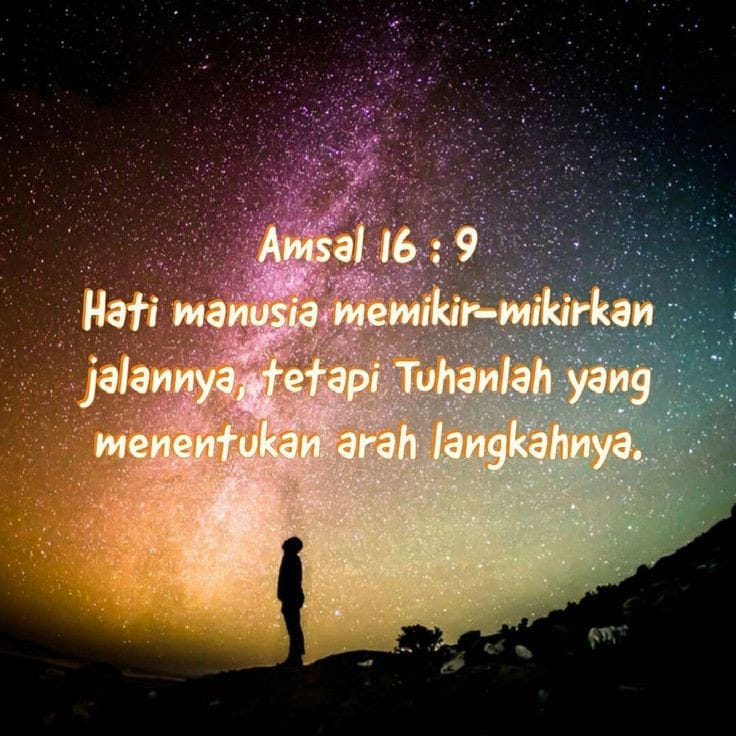 Amsal 16 : 9
Hati manusia memikir-mikirkan
jalannya, tetapi Tuhanlah yang
menentukan arah langkahnya.